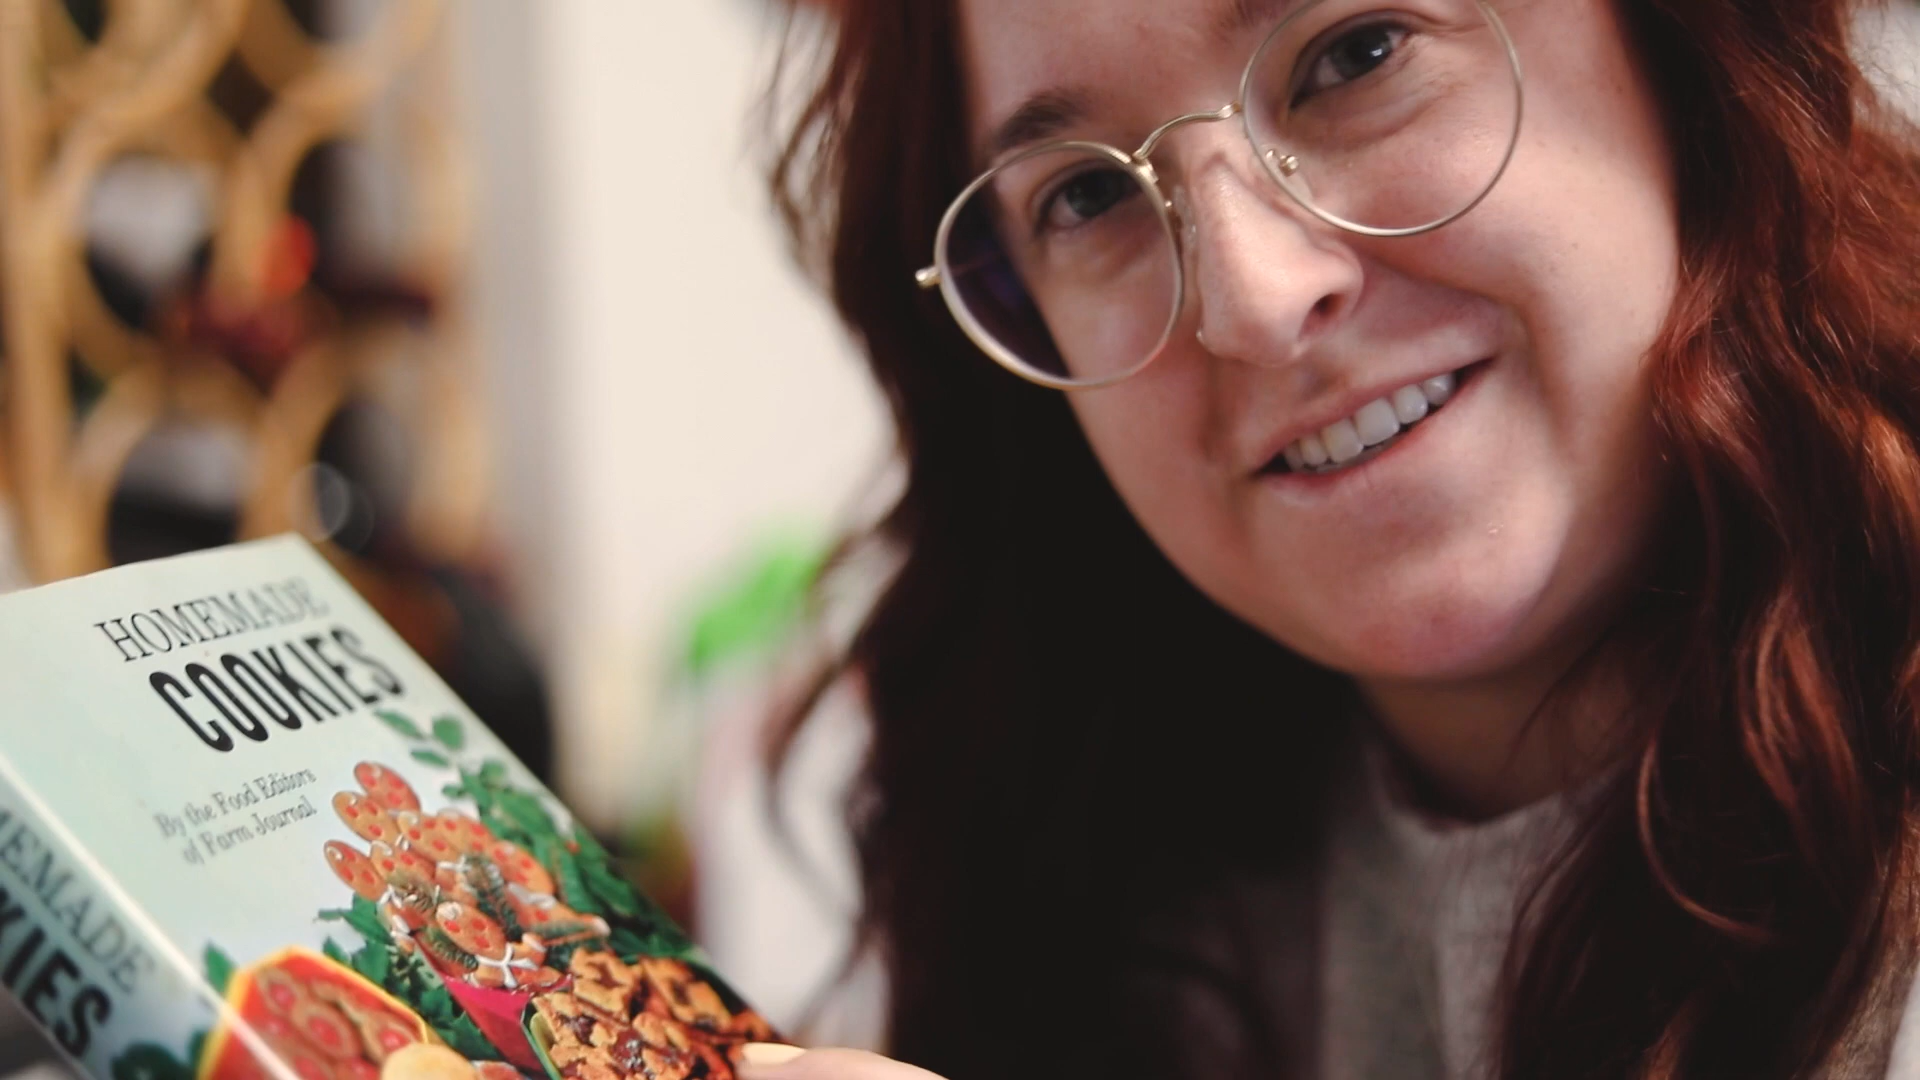 HOMEMADE
COOKIES
By the Food Editors
of Farm Journal
EMADE
KIES